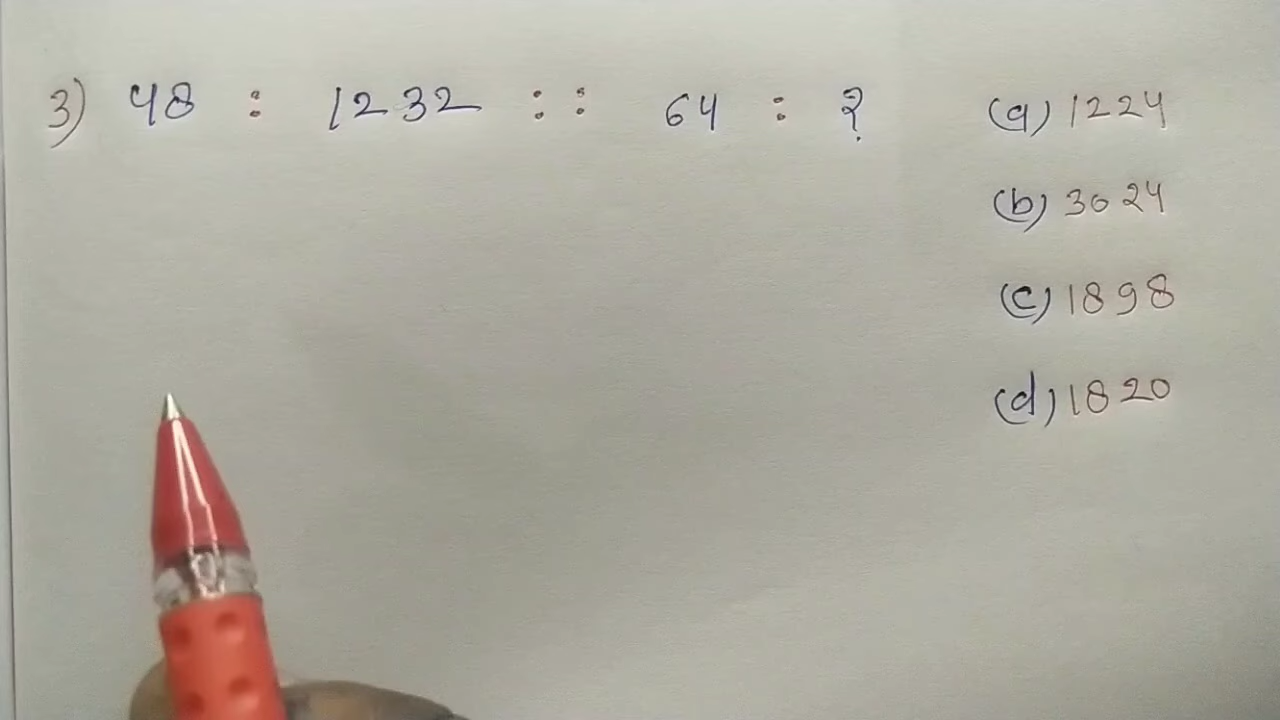 3) 48 : 1232 :: 64 : ?
(a) 1224
(b) 3024
(c) 1898
(d) 1820